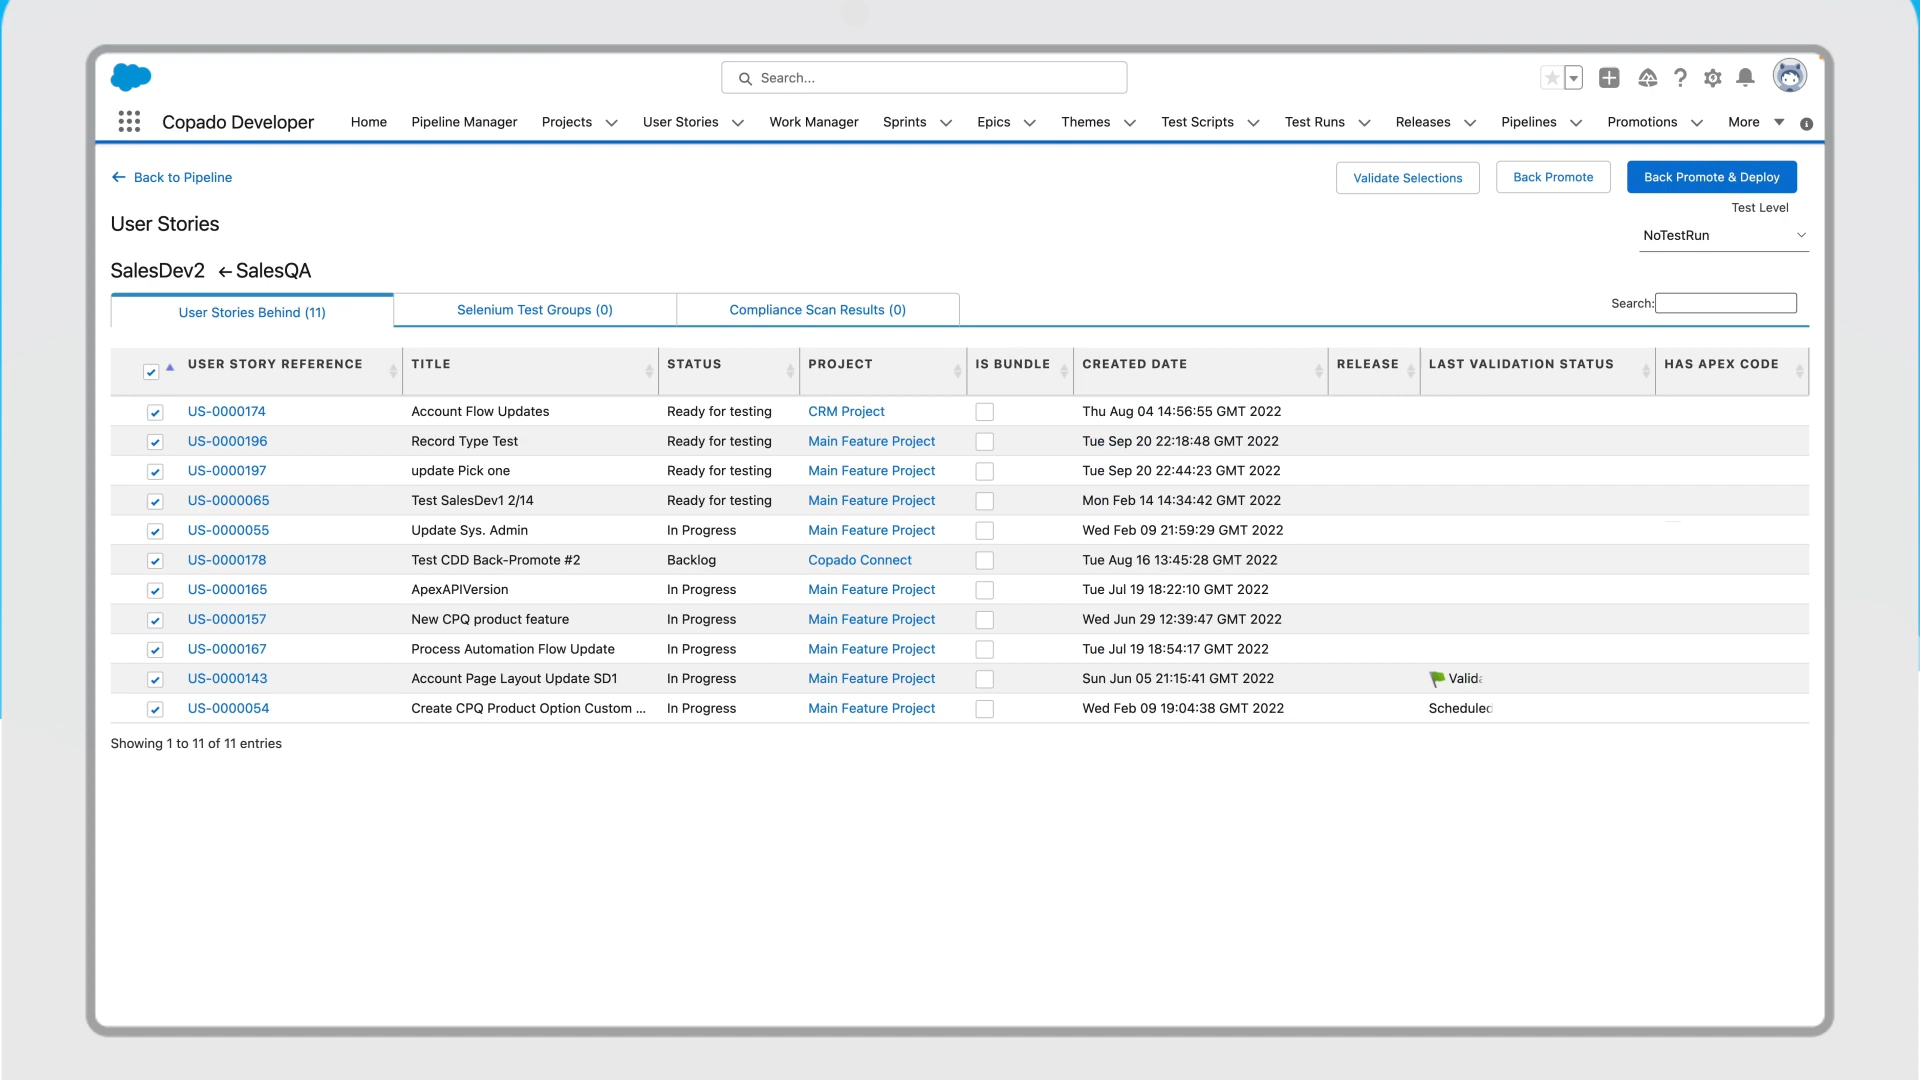 Search...
Copado Developer Home Pipeline Manager Projects User Stories Work Manager Sprints Epics Themes Test Scripts Test Runs Releases Pipelines Promotions More
Back to Pipeline Validate Selections Back Promote Back Promote & Deploy
Test Level
User Stories
NoTestRun
SalesDev2 ←SalesQA
User Stories Behind (11) Selenium Test Groups (0) Compliance Scan Results (0) Search:
USER STORY REFERENCE TITLE STATUS PROJECT IS BUNDLE CREATED DATE RELEASE LAST VALIDATION STATUS HAS APEX CODE
US-0000174 Account Flow Updates Ready for testing CRM Project Thu Aug 04 14:56:55 GMT 2022
US-0000196 Record Type Test Ready for testing Main Feature Project Tue Sep 20 22:18:48 GMT 2022
US-0000197 update Pick one Ready for testing Main Feature Project Tue Sep 20 22:44:23 GMT 2022
US-0000065 Test SalesDev1 2/14 Ready for testing Main Feature Project Mon Feb 14 14:34:42 GMT 2022
US-0000055 Update Sys. Admin In Progress Main Feature Project Wed Feb 09 21:59:29 GMT 2022
US-0000178 Test CDD Back-Promote #2 Backlog Copado Connect Tue Aug 16 13:45:28 GMT 2022
US-0000165 ApexAPIVersion In Progress Main Feature Project Tue Jul 19 18:22:10 GMT 2022
US-0000157 New CPQ product feature In Progress Main Feature Project Wed Jun 29 12:39:47 GMT 2022
US-0000167 Process Automation Flow Update In Progress Main Feature Project Tue Jul 19 18:54:17 GMT 2022
US-0000143 Account Page Layout Update SD1 In Progress Main Feature Project Sun Jun 05 21:15:41 GMT 2022
US-0000054 Create CPQ Product Option Custom ... In Progress Main Feature Project Wed Feb 09 19:04:38 GMT 2022 Scheduled
Showing 1 to 11 of 11 entries